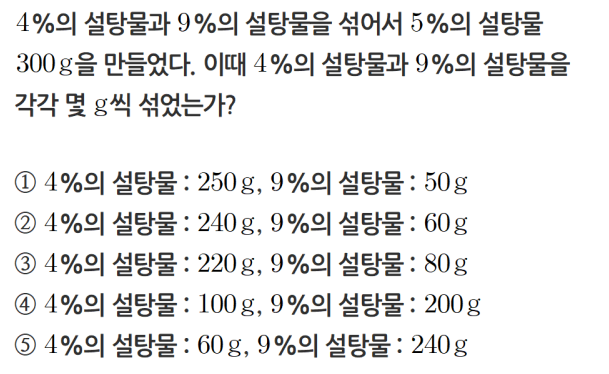 4%의 설탕물과 9%의 설탕물을 섞어서 5%의 설탕물
300g을 만들었다. 이때 4%의 설탕물과 9%의 설탕물을
각각 몇 g씩 섞었는가?
① 4%의 설탕물 : 250g, 9%의 설탕물 : 50g
② 4%의 설탕물 : 240g, 9%의 설탕물 : 60g
③ 4%의 설탕물 : 220g, 9%의 설탕물 : 80g
④ 4%의 설탕물 : 100g, 9%의 설탕물 : 200g
⑤ 4%의 설탕물 : 60g, 9%의 설탕물 : 240g